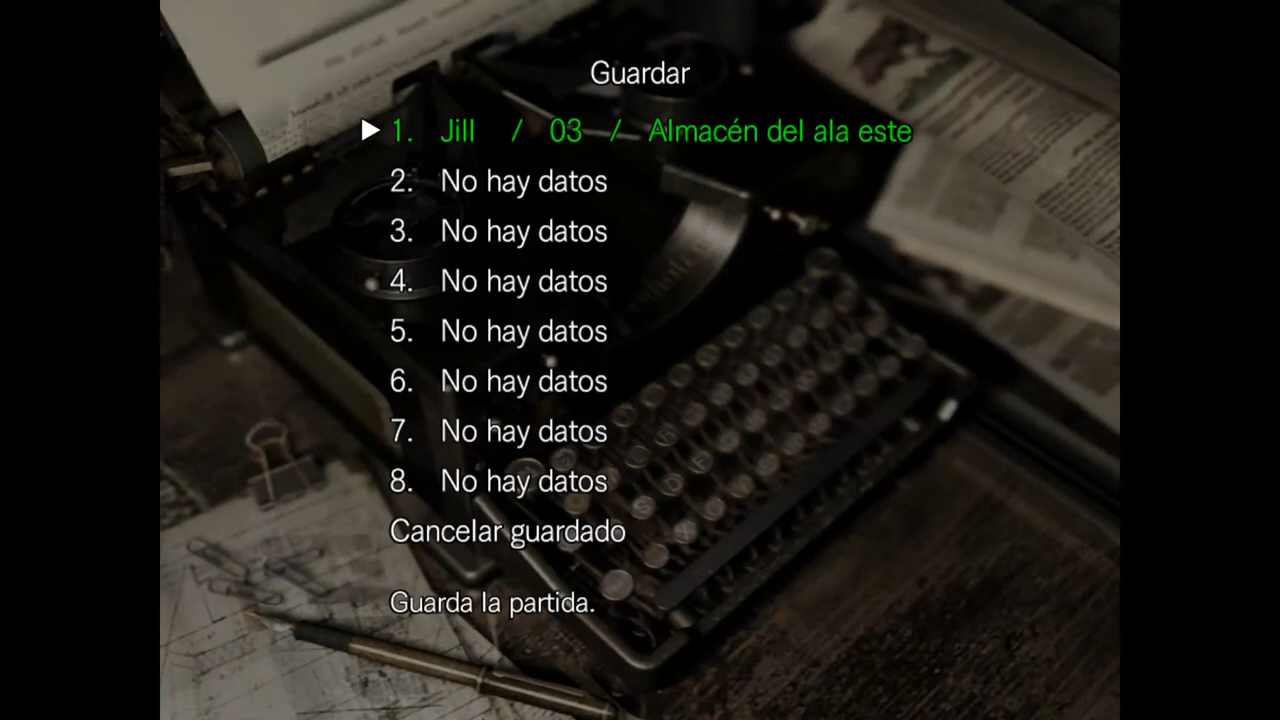 Guardar
1. Jill / 03 / Almacén del ala este
2. No hay datos
3. No hay datos
4. No hay datos
5. No hay datos
6. No hay datos
7. No hay datos
8. No hay datos
Cancelar guardado
Guarda la partida.